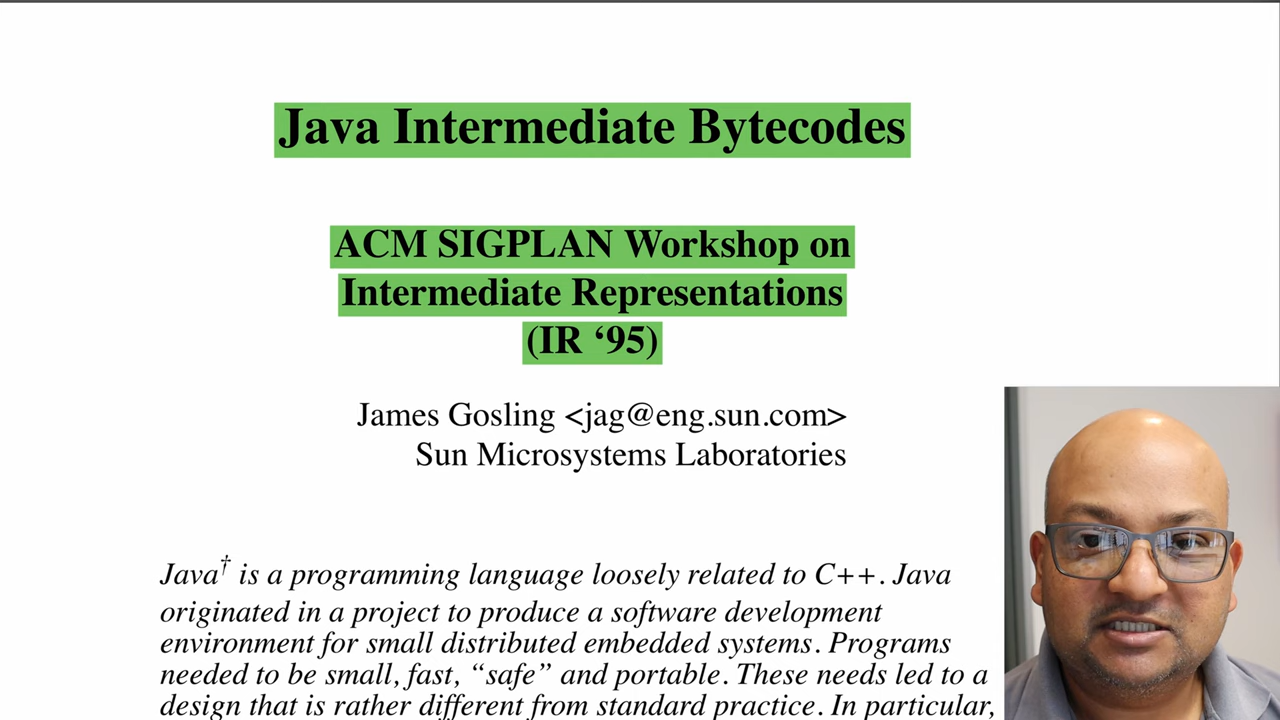 Java Intermediate Bytecodes
ACM SIGPLAN Workshop on
Intermediate Representations
(IR ‘95)
James Gosling <jag@eng.sun.com>
Sun Microsystems Laboratories
Java† is a programming language loosely related to C++. Java
originated in a project to produce a software development
environment for small distributed embedded systems. Programs
needed to be small, fast, “safe” and portable. These needs led to a
design that is rather different from standard practice. In particular,